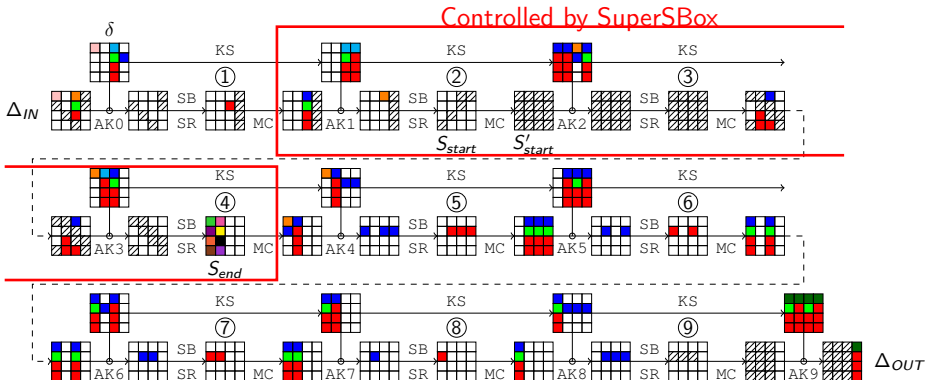 Controlled by SuperSBox
δ KS KS KS
① ② ③
Δ_IN AK0 SB SR MC AK1 SB SR MC AK2 SB SR
S_start S'_start
KS KS KS
④ ⑤ ⑥
AK3 SB SR MC AK4 SB SR MC AK5 SB SR MC
S_end
KS KS KS
⑦ ⑧ ⑨
AK6 SB SR MC AK7 SB SR MC AK8 SB SR MC AK9 Δ_OUT